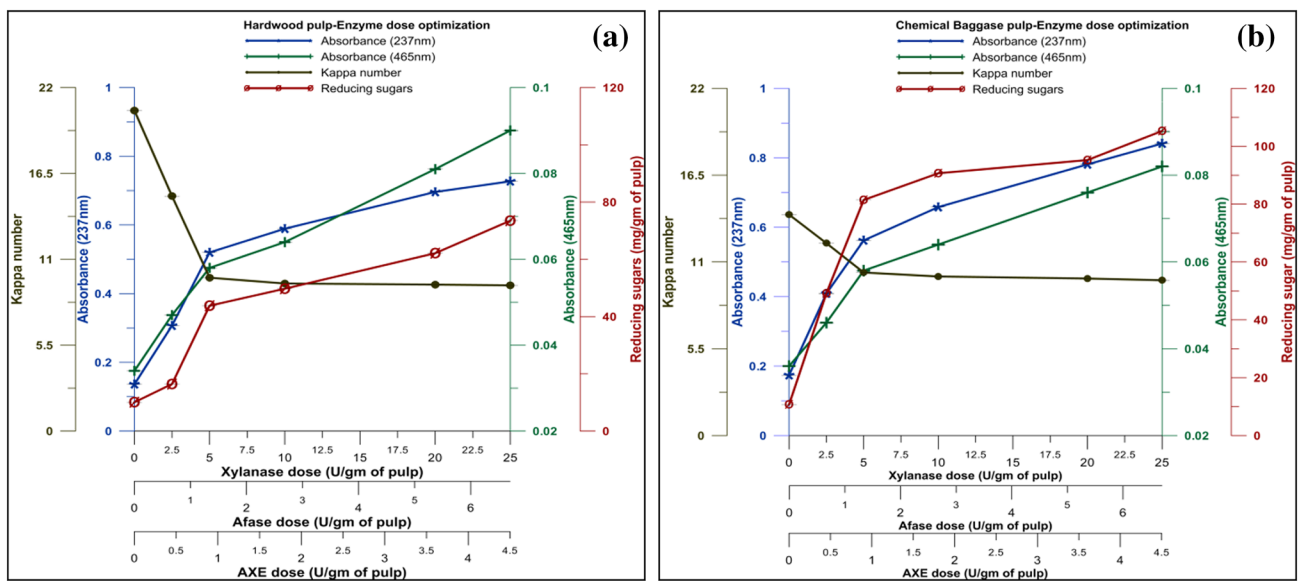 Hardwood pulp-Enzyme dose optimization
(a)
Absorbance (237nm)
Absorbance (465nm)
Kappa number
Reducing sugars
22
16.5
11
5.5
0
Kappa number
1
0.8
0.6
0.4
0.2
0
Absorbance (237nm)
0.1
0.08
0.06
0.04
0.02
Absorbance (465nm)
120
80
40
0
Reducing sugars (mg/gm of pulp)
0 2.5 5 7.5 10 12.5 15 17.5 20 22.5 25
Xylanase dose (U/gm of pulp)
0 1 2 3 4 5 6
Afase dose (U/gm of pulp)
0 0.5 1 1.5 2 2.5 3 3.5 4 4.5
AXE dose (U/gm of pulp)
Chemical Baggase pulp-Enzyme dose optimization
(b)
Absorbance (237nm)
Absorbance (465nm)
Kappa number
Reducing sugars
22
16.5
11
5.5
0
Kappa number
1
0.8
0.6
0.4
0.2
0
Absorbance (237nm)
0.1
0.08
0.06
0.04
0.02
Absorbance (465nm)
120
100
80
60
40
20
0
Reducing sugar (mg/gm of pulp)
0 2.5 5 7.5 10 12.5 15 17.5 20 22.5 25
Xylanase dose (U/gm of pulp)
0 1 2 3 4 5 6
Afase dose (U/gm of pulp)
0 0.5 1 1.5 2 2.5 3 3.5 4 4.5
AXE dose (U/gm of pulp)